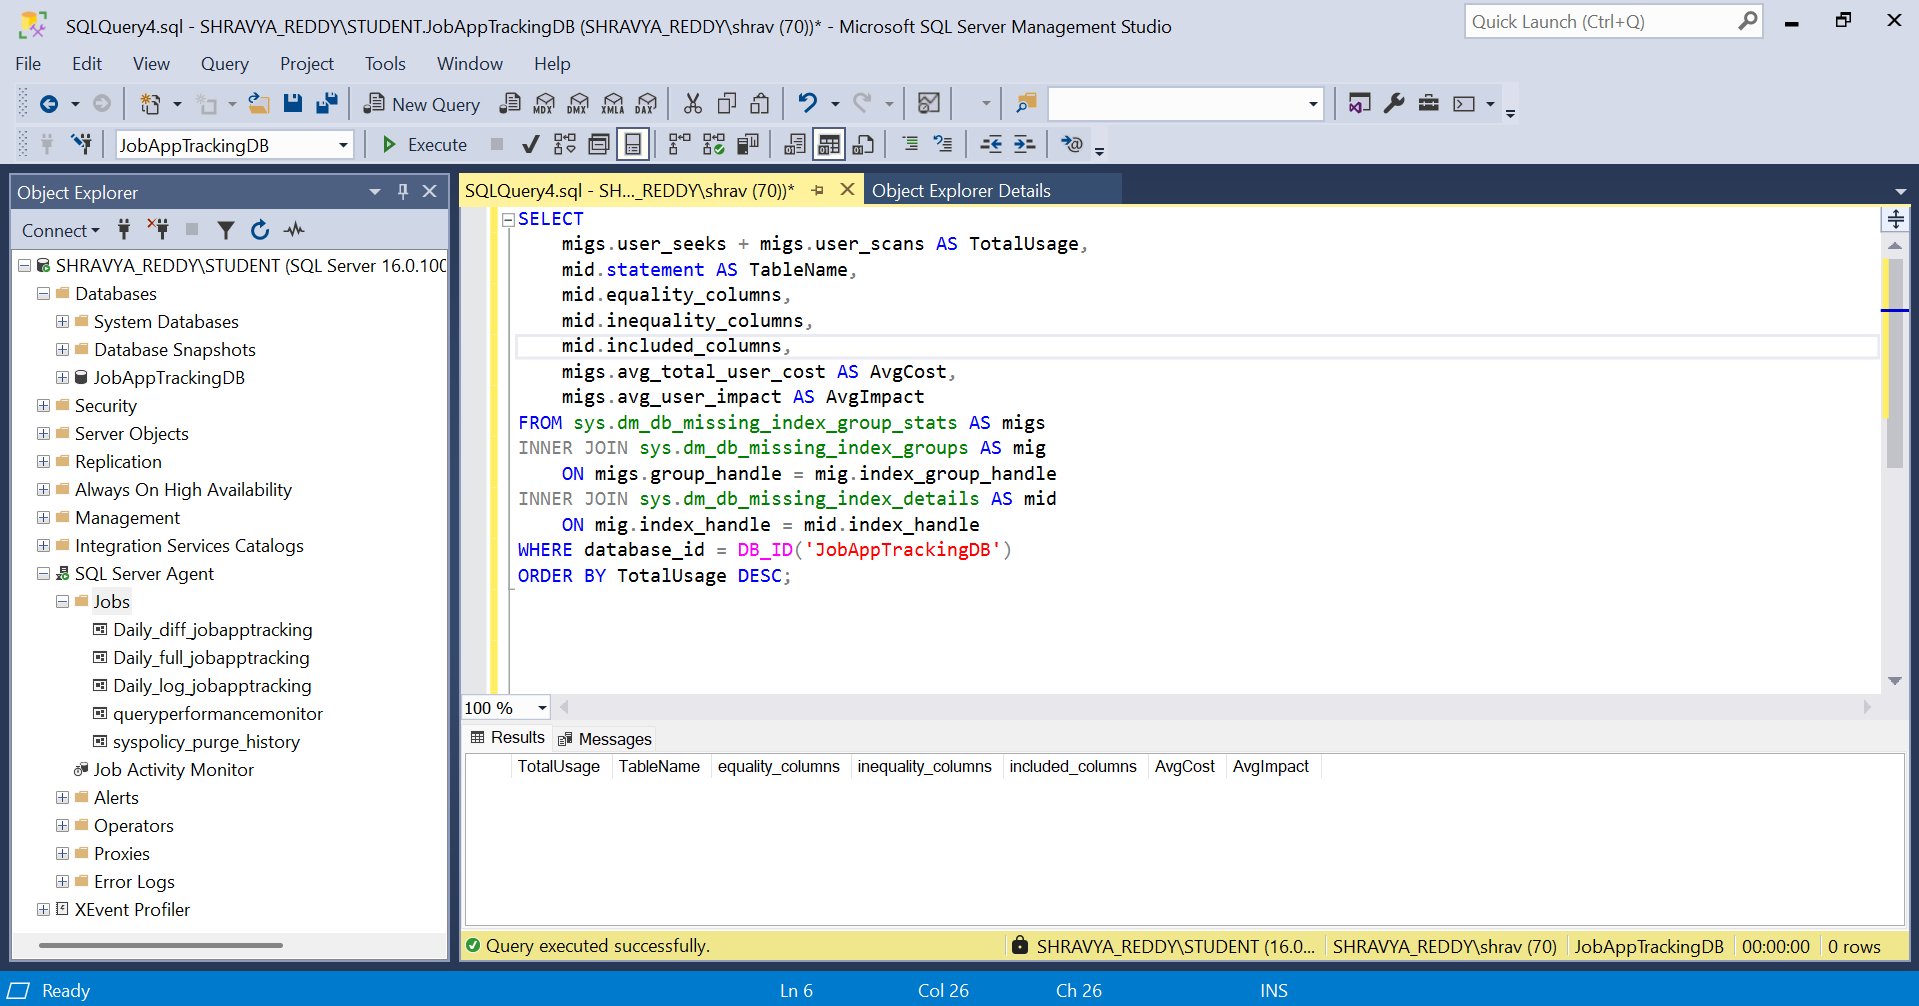 SQLQuery4.sql - SHRAVYA_REDDY\STUDENT.JobAppTrackingDB (SHRAVYA_REDDY\shrav (70))* - Microsoft SQL Server Management Studio
Quick Launch (Ctrl+Q)
File Edit View Query Project Tools Window Help
New Query MDX DMX XMLA DAX
JobAppTrackingDB Execute
Object Explorer
Connect
SHRAVYA_REDDY\STUDENT (SQL Server 16.0.100
Databases
System Databases
Database Snapshots
JobAppTrackingDB
Security
Server Objects
Replication
Always On High Availability
Management
Integration Services Catalogs
SQL Server Agent
Jobs
Daily_diff_jobapptracking
Daily_full_jobapptracking
Daily_log_jobapptracking
queryperformancemonitor
syspolicy_purge_history
Job Activity Monitor
Alerts
Operators
Proxies
Error Logs
XEvent Profiler
SQLQuery4.sql - SH..._REDDY\shrav (70))* Object Explorer Details
SELECT
migs.user_seeks + migs.user_scans AS TotalUsage,
mid.statement AS TableName,
mid.equality_columns,
mid.inequality_columns,
mid.included_columns,
migs.avg_total_user_cost AS AvgCost,
migs.avg_user_impact AS AvgImpact
FROM sys.dm_db_missing_index_group_stats AS migs
INNER JOIN sys.dm_db_missing_index_groups AS mig
ON migs.group_handle = mig.index_group_handle
INNER JOIN sys.dm_db_missing_index_details AS mid
ON mig.index_handle = mid.index_handle
WHERE database_id = DB_ID('JobAppTrackingDB')
ORDER BY TotalUsage DESC;
100 %
Results Messages
TotalUsage TableName equality_columns inequality_columns included_columns AvgCost AvgImpact
Query executed successfully. SHRAVYA_REDDY\STUDENT (16.0... SHRAVYA_REDDY\shrav (70) JobAppTrackingDB 00:00:00 0 rows
Ready Ln 6 Col 26 Ch 26 INS